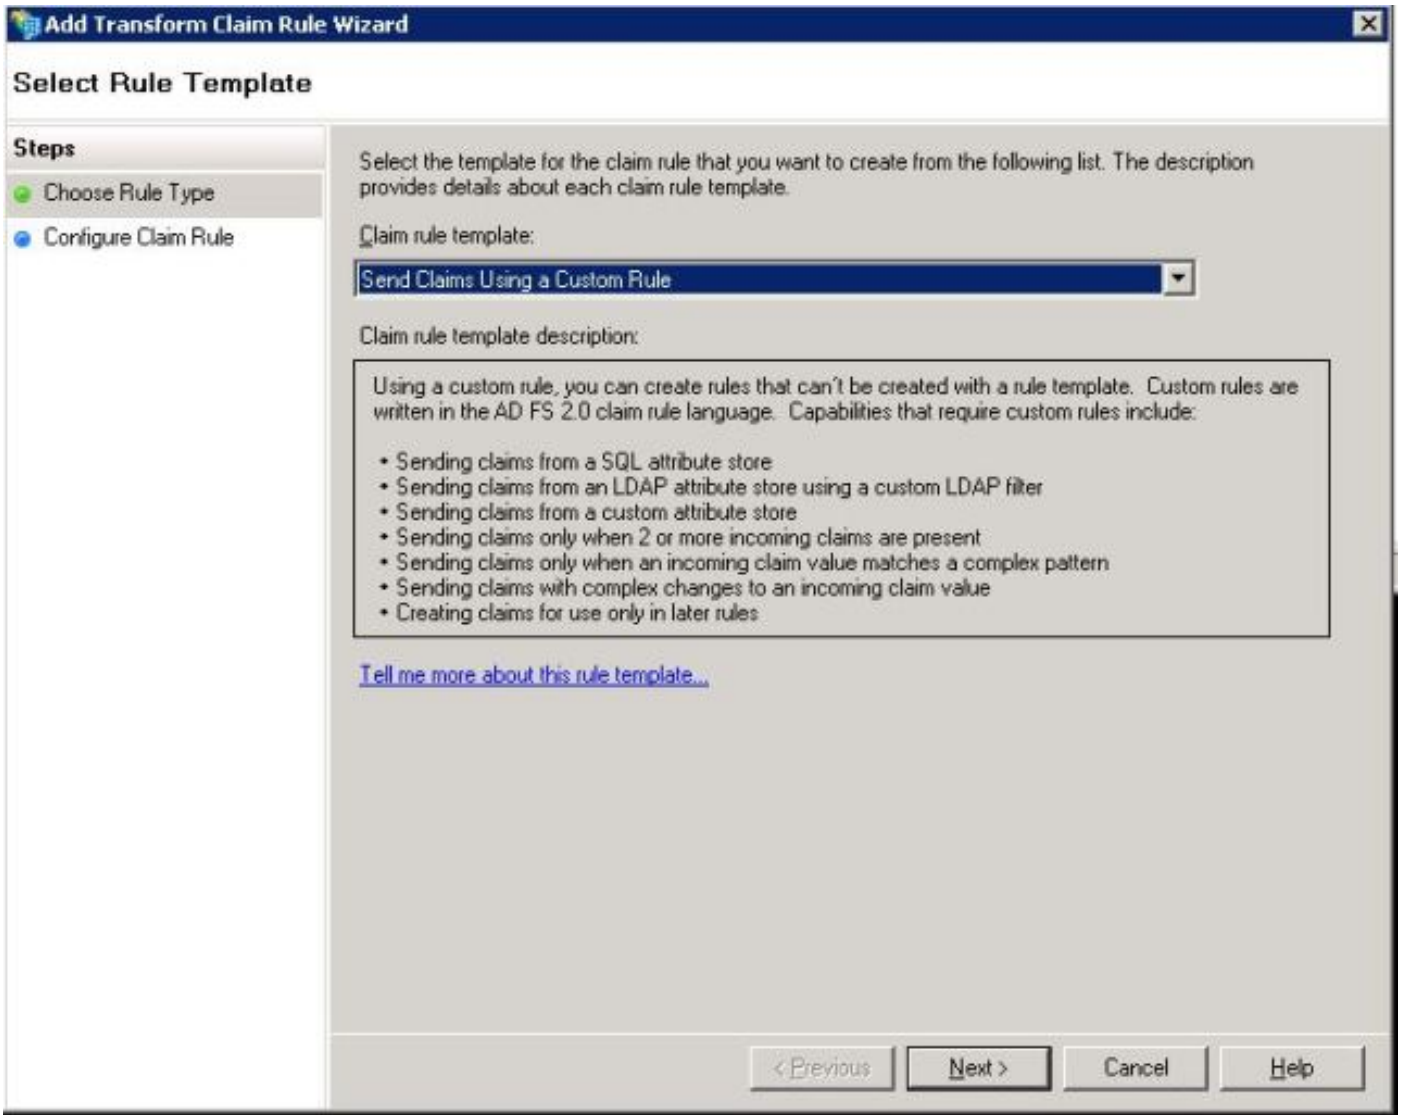 Add Transform Claim Rule Wizard
Select Rule Template
Steps
Choose Rule Type
Configure Claim Rule
Select the template for the claim rule that you want to create from the following list. The description
provides details about each claim rule template.
Claim rule template:
Send Claims Using a Custom Rule
Claim rule template description:
Using a custom rule, you can create rules that can't be created with a rule template. Custom rules are
written in the AD FS 2.0 claim rule language. Capabilities that require custom rules include:
• Sending claims from a SQL attribute store
• Sending claims from an LDAP attribute store using a custom LDAP filter
• Sending claims from a custom attribute store
• Sending claims only when 2 or more incoming claims are present
• Sending claims only when an incoming claim value matches a complex pattern
• Sending claims with complex changes to an incoming claim value
• Creating claims for use only in later rules
Tell me more about this rule template...
< Previous
Next >
Cancel
Help